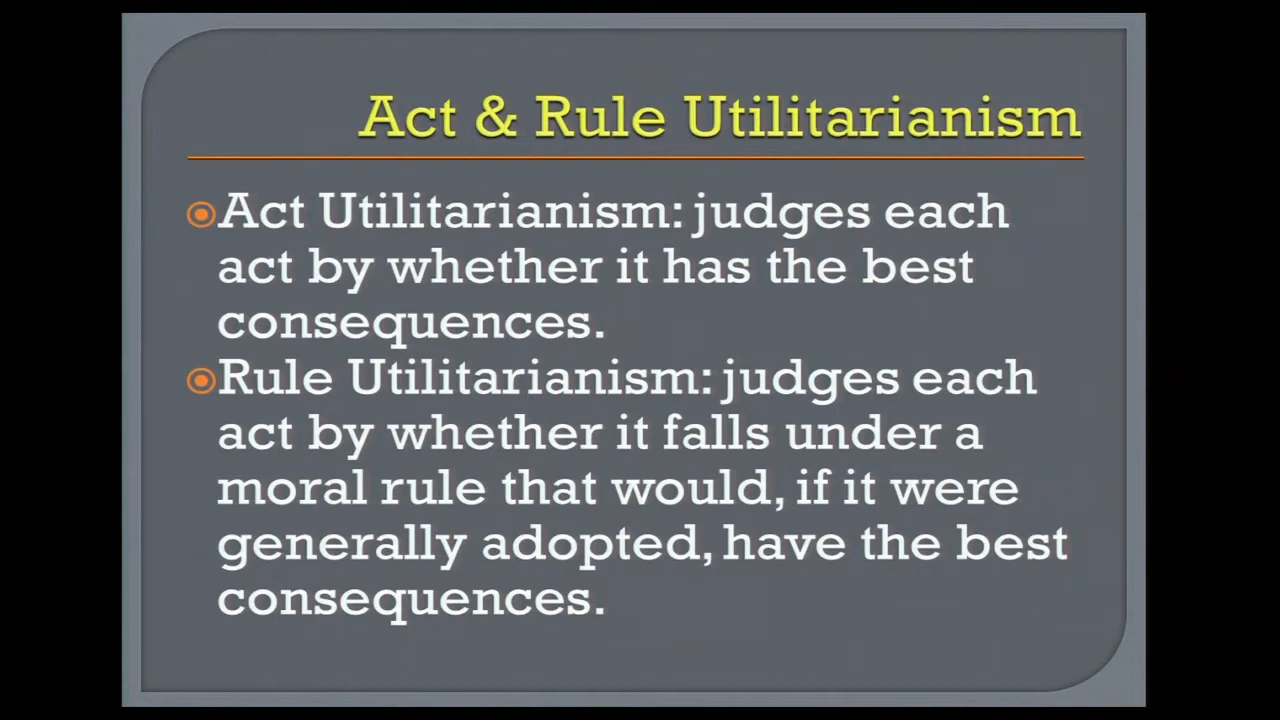 Act & Rule Utilitarianism
Act Utilitarianism: judges each
act by whether it has the best
consequences.
Rule Utilitarianism: judges each
act by whether it falls under a
moral rule that would, if it were
generally adopted, have the best
consequences.